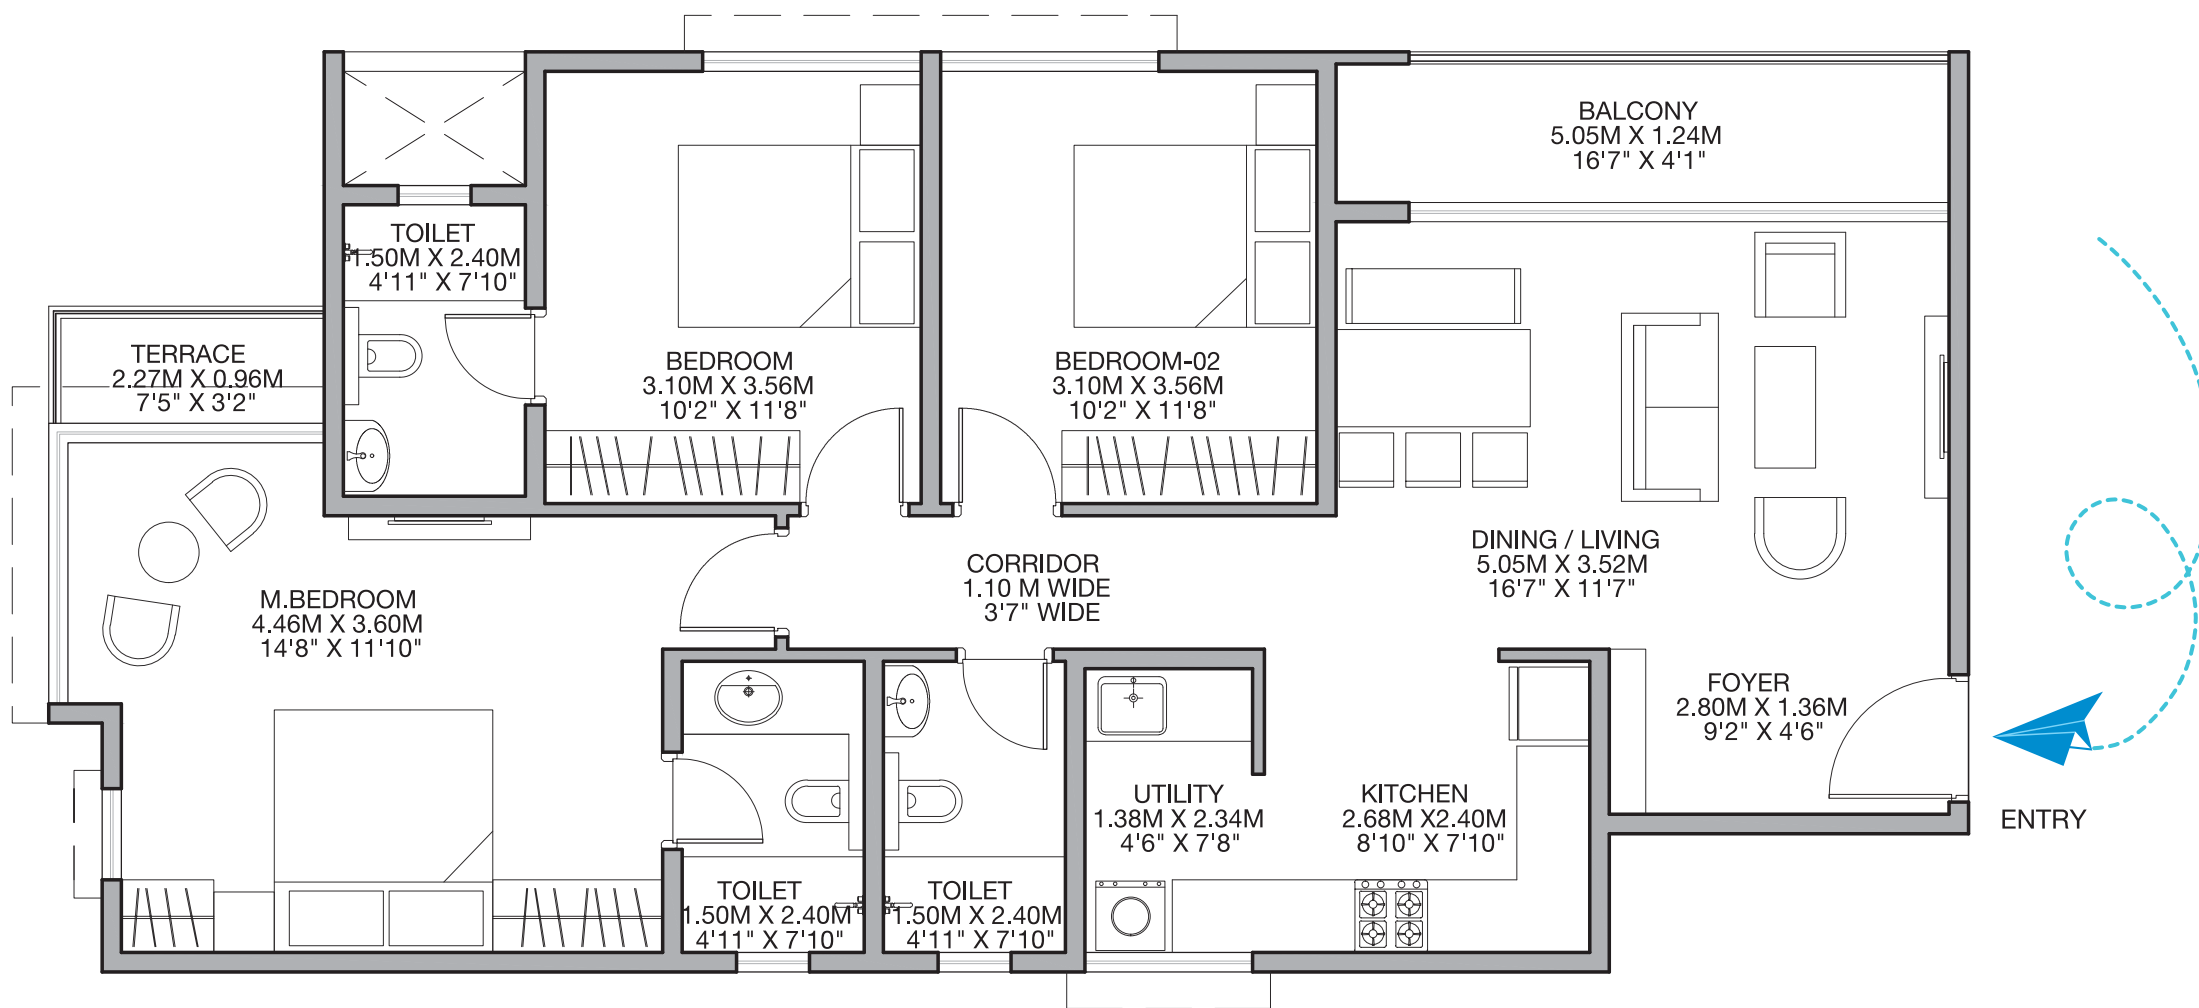 BALCONY
5.05M X 1.24M
16'7" X 4'1"
TOILET
1.50M X 2.40M
4'11" X 7'10"
TERRACE
2.27M X 0.96M
7'5" X 3'2"
BEDROOM
3.10M X 3.56M
10'2" X 11'8"
BEDROOM-02
3.10M X 3.56M
10'2" X 11'8"
DINING / LIVING
5.05M X 3.52M
16'7" X 11'7"
CORRIDOR
1.10 M WIDE
3'7" WIDE
M.BEDROOM
4.46M X 3.60M
14'8" X 11'10"
FOYER
2.80M X 1.36M
9'2" X 4'6"
UTILITY
1.38M X 2.34M
4'6" X 7'8"
KITCHEN
2.68M X2.40M
8'10" X 7'10"
ENTRY
TOILET
1.50M X 2.40M
4'11" X 7'10"
TOILET
1.50M X 2.40M
4'11" X 7'10"